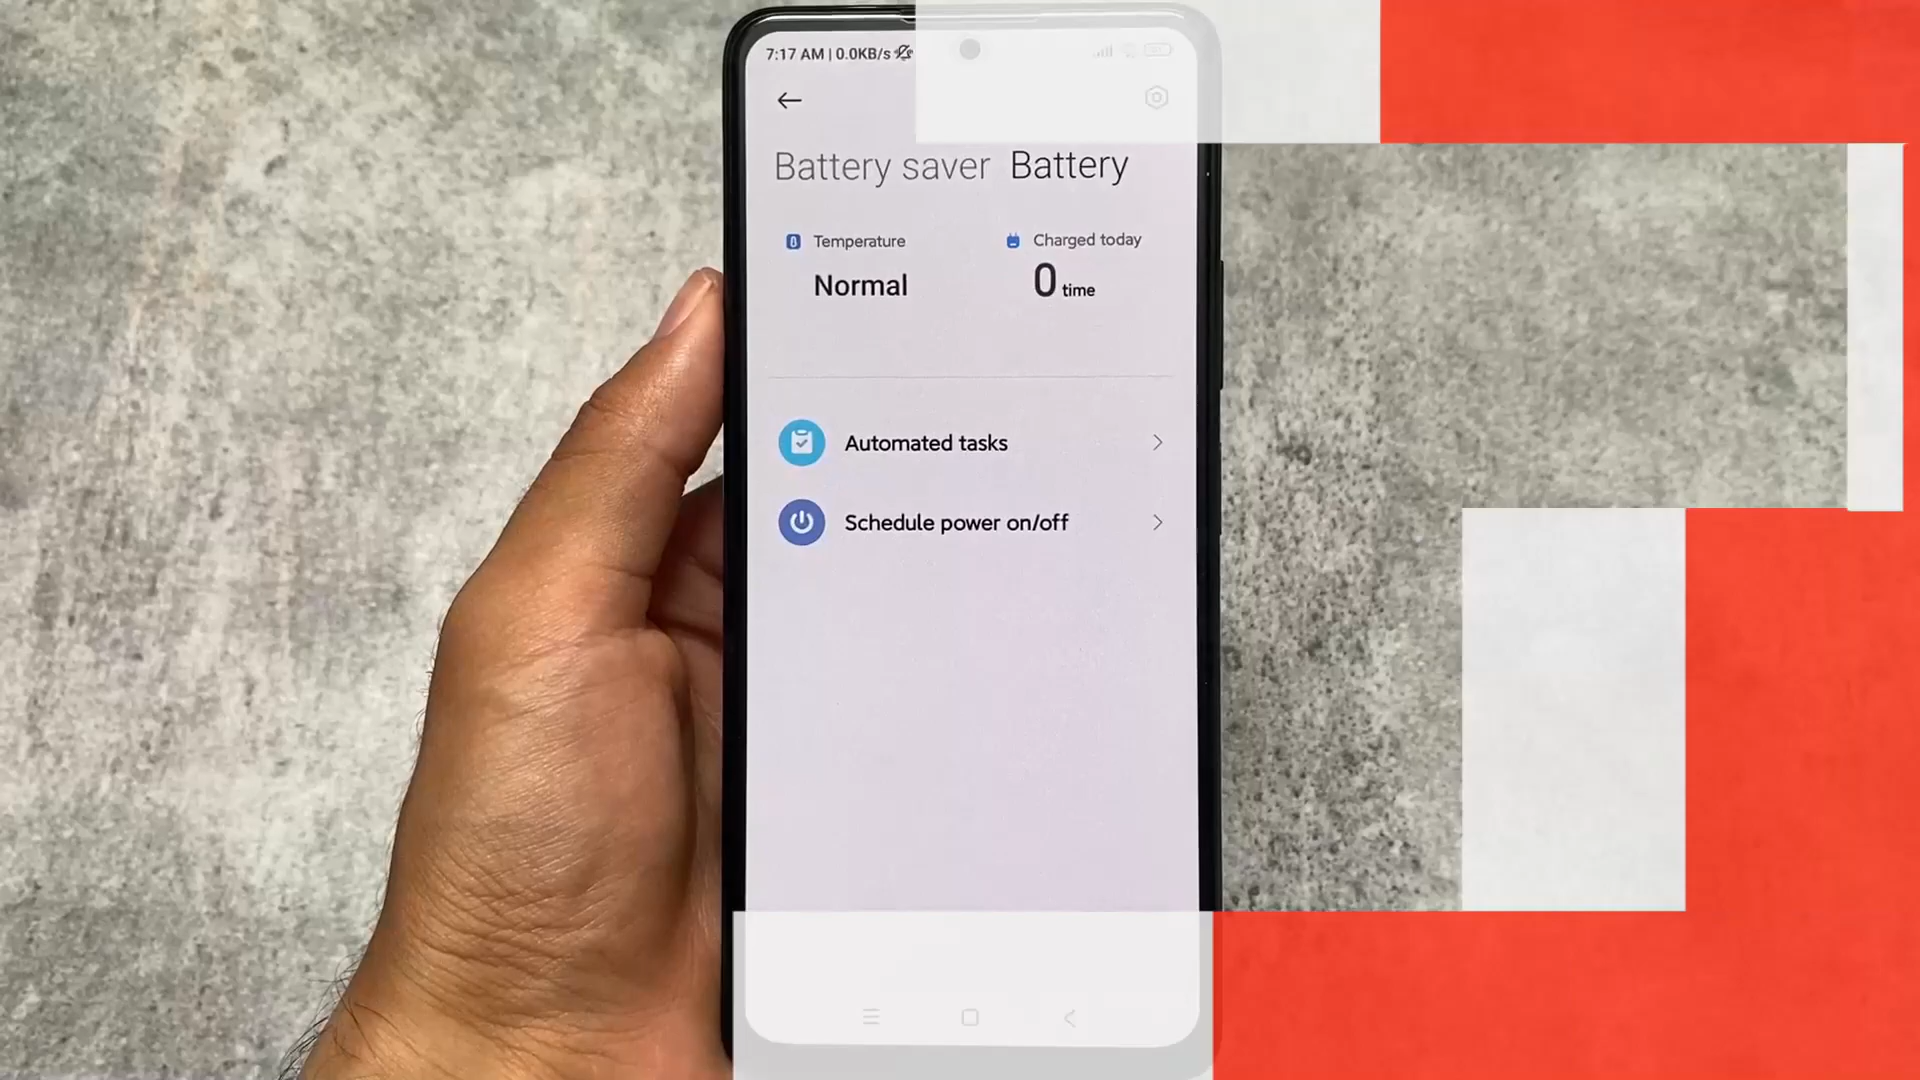 7:17 AM | 0.0KB/s
Battery saver Battery
Temperature
Normal
Charged today
0 time
Automated tasks
Schedule power on/off